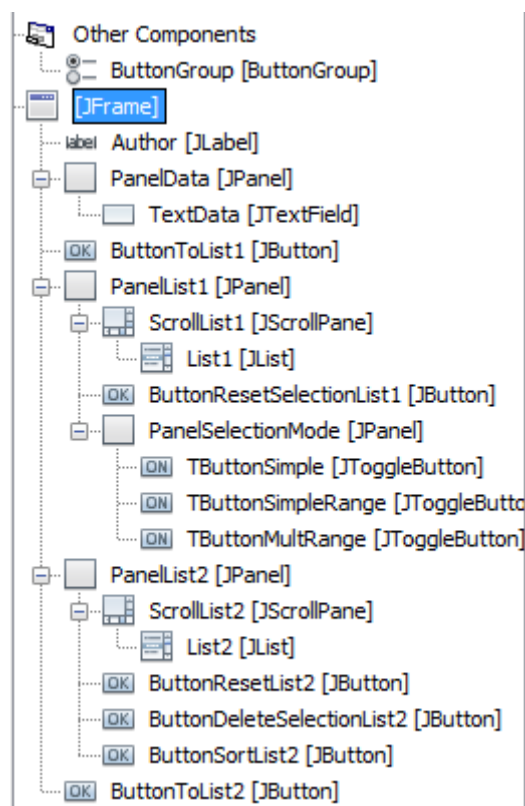 Other Components
ButtonGroup [ButtonGroup]
[JFrame]
label Author [JLabel]
PanelData [JPanel]
TextData [JTextField]
OK ButtonToList1 [JButton]
PanelList1 [JPanel]
ScrollList1 [JScrollPane]
List1 [JList]
OK ButtonResetSelectionList1 [JButton]
PanelSelectionMode [JPanel]
ON TButtonSimple [JToggleButton]
ON TButtonSimpleRange [JToggleButto
ON TButtonMultRange [JToggleButton]
PanelList2 [JPanel]
ScrollList2 [JScrollPane]
List2 [JList]
OK ButtonResetList2 [JButton]
OK ButtonDeleteSelectionList2 [JButton]
OK ButtonSortList2 [JButton]
OK ButtonToList2 [JButton]